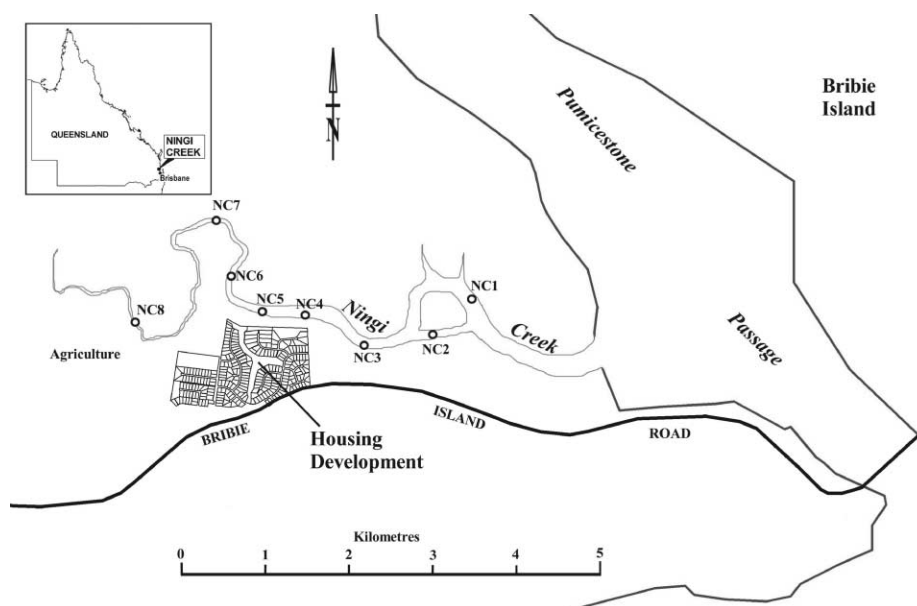 QUEENSLAND
NINGI
CREEK
Brisbane
N
Pumicestone
Passage
Bribie
Island
NC7
NC6
NC5
NC4
NC8
NC1
NC2
NC3
Ningi
Creek
Agriculture
BRIBIE
ISLAND
ROAD
Housing
Development
Kilometres
0 1 2 3 4 5